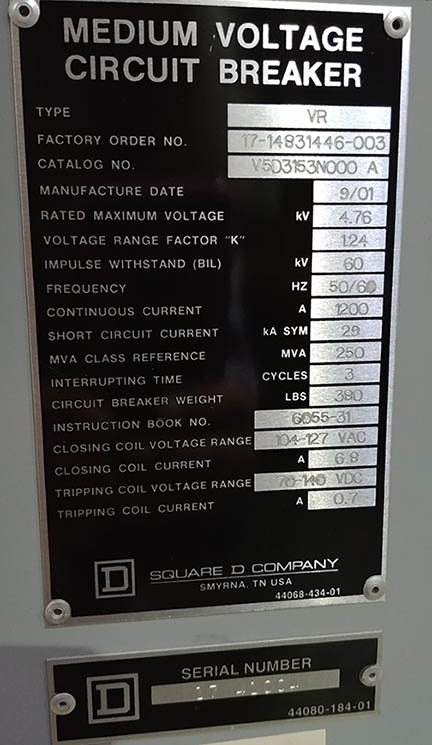 MEDIUM VOLTAGE
CIRCUIT BREAKER
TYPE VR
FACTORY ORDER NO. 17-14831446-003
CATALOG NO. V5D3153N000 A
MANUFACTURE DATE 9/01
RATED MAXIMUM VOLTAGE kV 4.76
VOLTAGE RANGE FACTOR "K" 1.24
IMPULSE WITHSTAND (BIL) kV 60
FREQUENCY HZ 50/60
CONTINUOUS CURRENT A 1200
SHORT CIRCUIT CURRENT kA SYM 29
MVA CLASS REFERENCE MVA 250
INTERRUPTING TIME CYCLES 3
CIRCUIT BREAKER WEIGHT LBS 380
INSTRUCTION BOOK NO. 6055-31
CLOSING COIL VOLTAGE RANGE 104-127 VAC
CLOSING COIL CURRENT A 6.8
TRIPPING COIL VOLTAGE RANGE 70-140 VDC
TRIPPING COIL CURRENT A 0.7
D SQUARE D COMPANY
SMYRNA, TN USA
44068-434-01
SERIAL NUMBER
D
44080-184-01